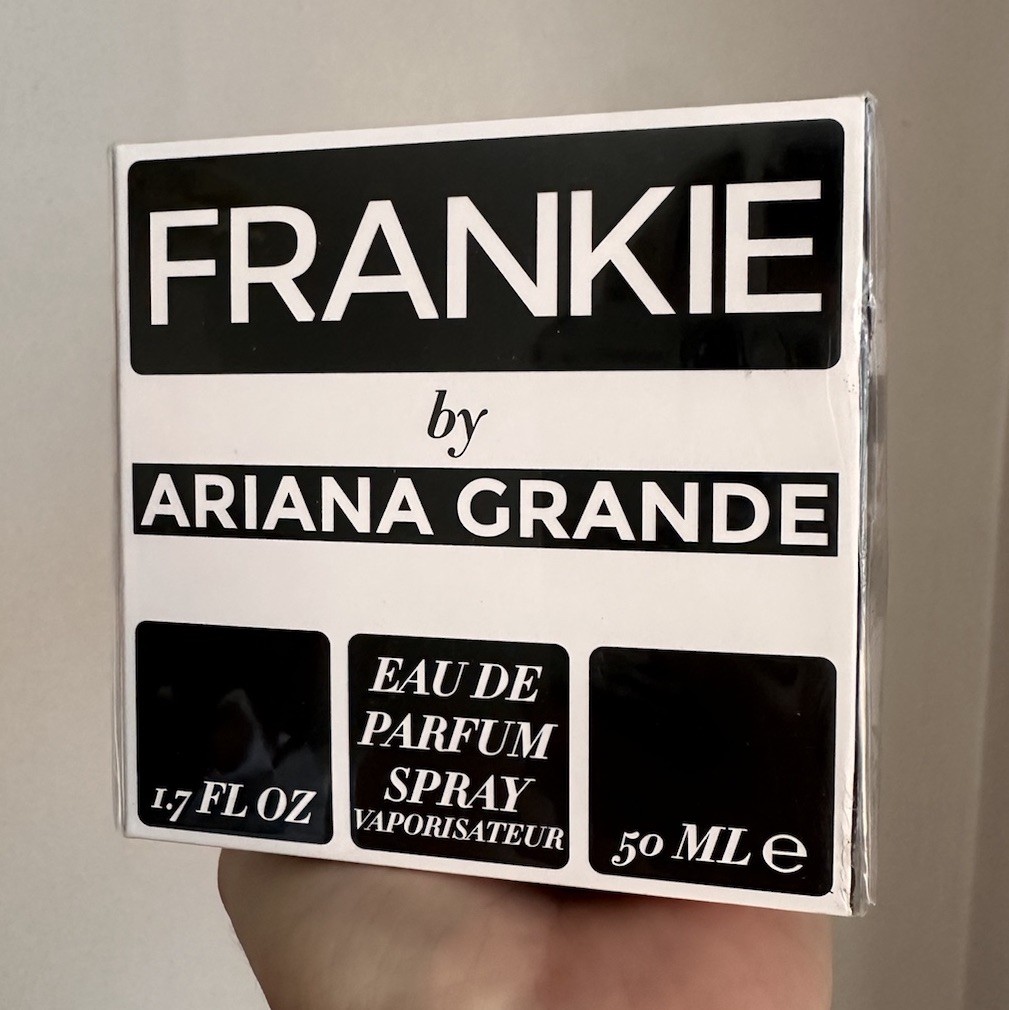 FRANKIE
by
ARIANA GRANDE
EAU DE
PARFUM
SPRAY
VAPORISATEUR
1.7 FL OZ
50 ML ℮